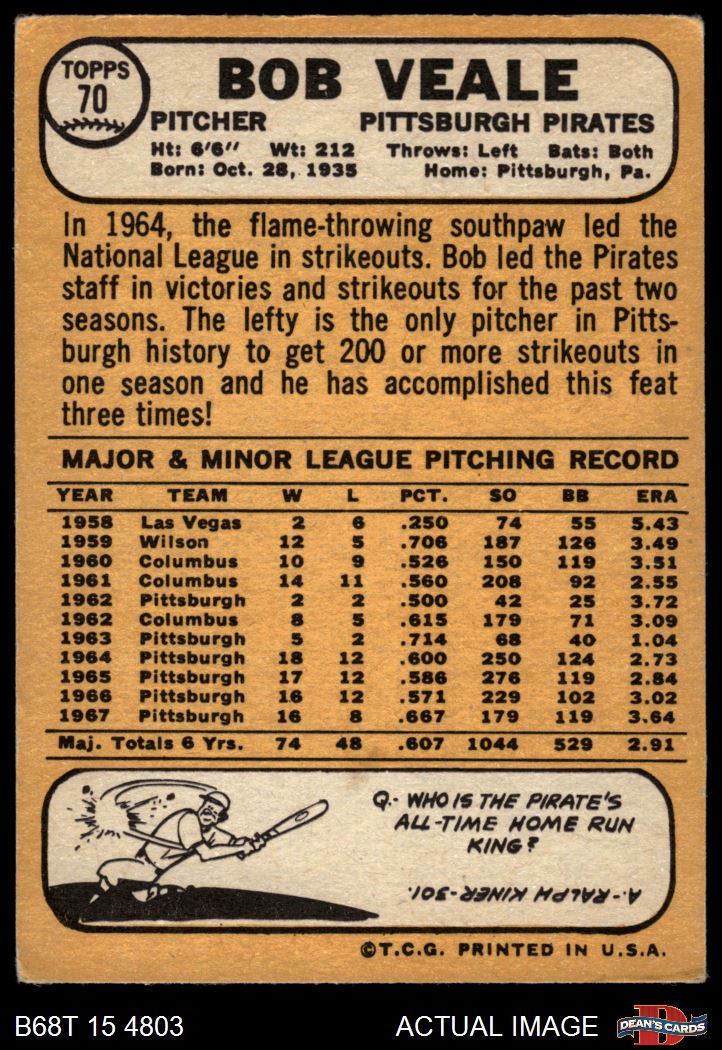 TOPPS
70
BOB VEALE
PITCHER PITTSBURGH PIRATES
Ht: 6'6" Wt: 212 Throws: Left Bats: Both
Born: Oct. 28, 1935 Home: Pittsburgh, Pa.
In 1964, the flame-throwing southpaw led the
National League in strikeouts. Bob led the Pirates
staff in victories and strikeouts for the past two
seasons. The lefty is the only pitcher in Pitts-
burgh history to get 200 or more strikeouts in
one season and he has accomplished this feat
three times!
MAJOR & MINOR LEAGUE PITCHING RECORD
YEAR TEAM W L PCT. SO BB ERA
1958 Las Vegas 2 6 .250 74 55 5.43
1959 Wilson 12 5 .706 187 126 3.49
1960 Columbus 10 9 .526 150 119 3.51
1961 Columbus 14 11 .560 208 92 2.55
1962 Pittsburgh 2 2 .500 42 25 3.72
1962 Columbus 8 5 .615 179 71 3.09
1963 Pittsburgh 5 2 .714 68 40 1.04
1964 Pittsburgh 18 12 .600 250 124 2.73
1965 Pittsburgh 17 12 .586 276 119 2.84
1966 Pittsburgh 16 12 .571 229 102 3.02
1967 Pittsburgh 16 8 .667 179 119 3.64
Maj. Totals 6 Yrs. 74 48 .607 1044 529 2.91
Q.- WHO IS THE PIRATE'S
ALL-TIME HOME RUN
KING?
A.- RALPH KINER-301.
©T.C.G. PRINTED IN U.S.A.
B68T 15 4803 ACTUAL IMAGE
D
DEAN'S CARDS